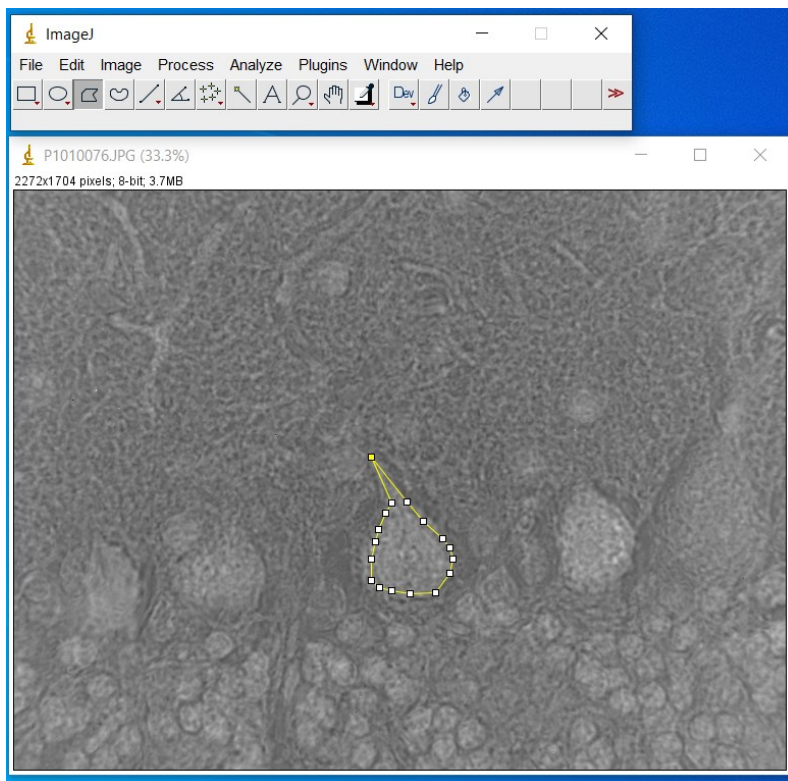 ImageJ
File Edit Image Process Analyze Plugins Window Help
A Dev
P1010076.JPG (33.3%)
2272x1704 pixels; 8-bit; 3.7MB